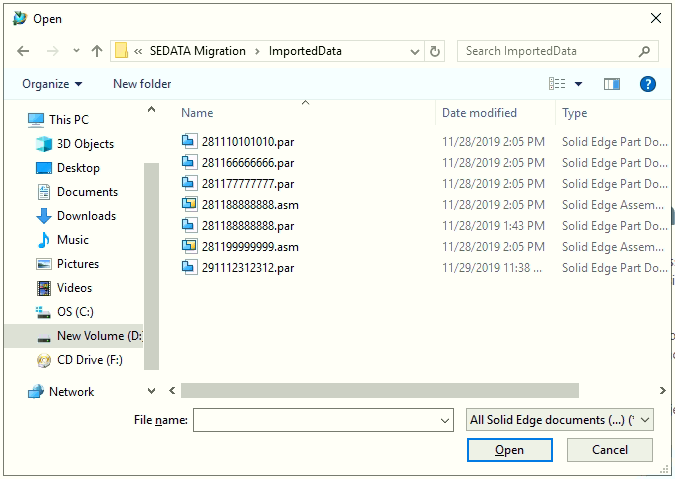 Open
« SEDATA Migration > ImportedData
Search ImportedData
Organize
New folder
This PC
3D Objects
Desktop
Documents
Downloads
Music
Pictures
Videos
OS (C:)
New Volume (D:
CD Drive (F:)
Network
Name Date modified Type
281110101010.par 11/28/2019 2:05 PM Solid Edge Part Do...
281166666666.par 11/28/2019 2:05 PM Solid Edge Part Do...
281177777777.par 11/28/2019 2:05 PM Solid Edge Part Do...
281188888888.asm 11/28/2019 2:05 PM Solid Edge Assem...
281188888888.par 11/28/2019 1:43 PM Solid Edge Part Do...
281199999999.asm 11/28/2019 2:05 PM Solid Edge Assem...
291112312312.par 11/29/2019 11:38 ... Solid Edge Part Do...
File name:
All Solid Edge documents (...) (*
Open
Cancel